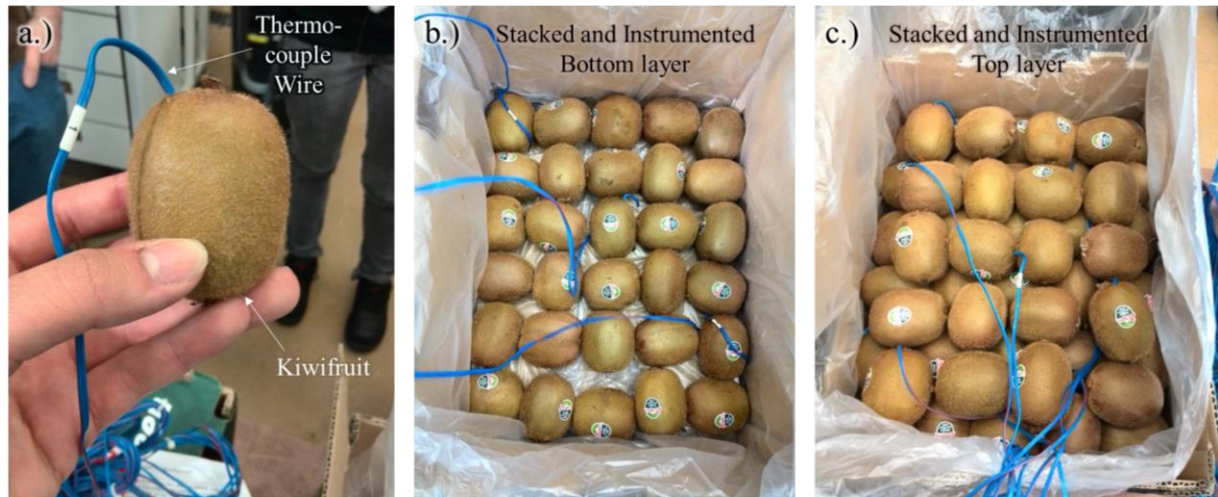 a.)
Thermo-
couple
Wire
Kiwifruit
b.)
Stacked and Instrumented
Bottom layer
c.)
Stacked and Instrumented
Top layer